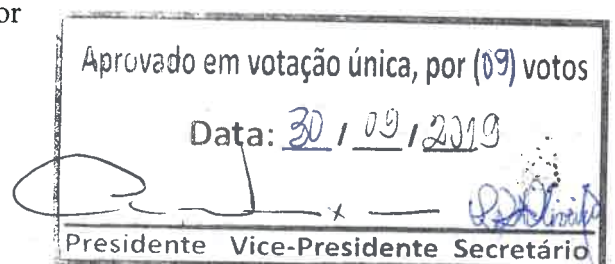 or
Aprovado em votação única, por (09) votos
Data: 30 / 09 / 2019
Presidente Vice-Presidente Secretário